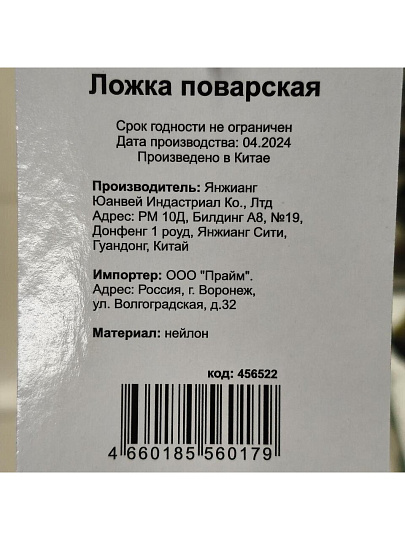 Ложка поварская
Срок годности не ограничен
Дата производства: 04.2024
Произведено в Китае
Производитель: Янжианг
Юанвей Индастриал Ко., Лтд
Адрес: РМ 10Д, Билдинг А8, №19,
Донфенг 1 роуд, Янжианг Сити,
Гуандонг, Китай
Импортер: ООО "Прайм".
Адрес: Россия, г. Воронеж,
ул. Волгоградская, д.32
Материал: нейлон
код: 456522
4 660185 560179